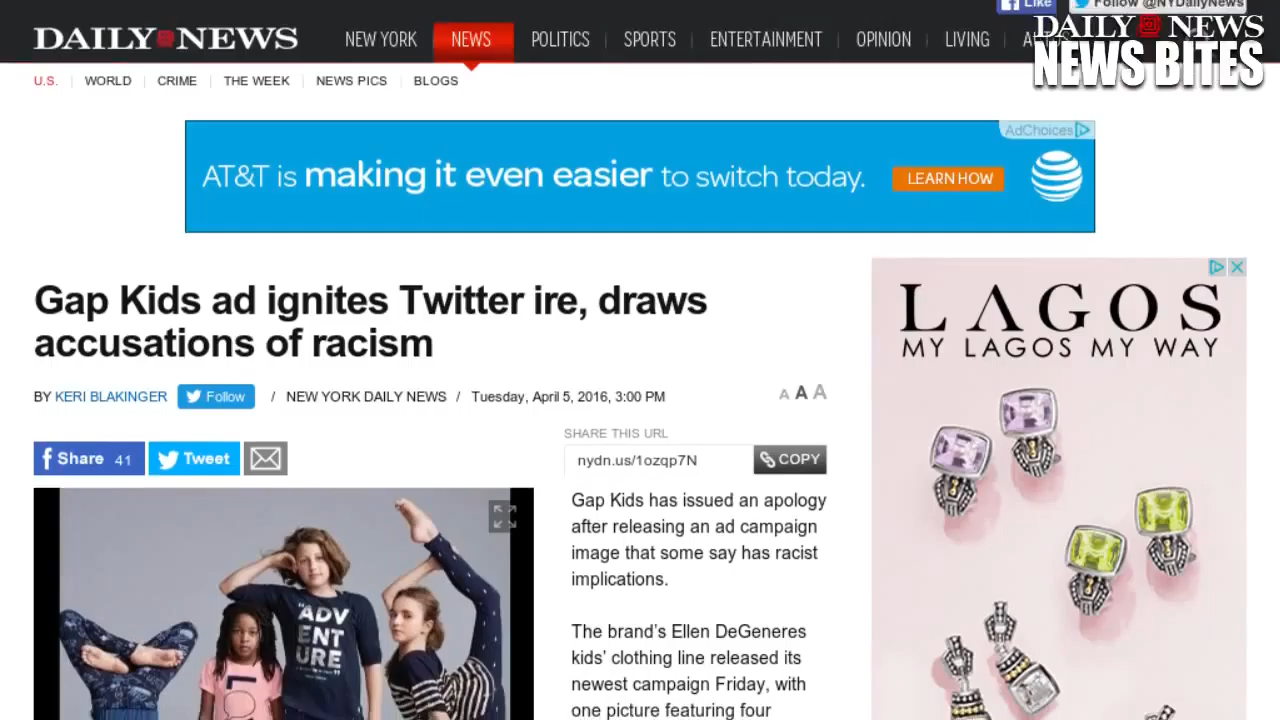 Like
Follow @NYDailyNews
DAILY NEWS
NEW YORK
NEWS
POLITICS
SPORTS
ENTERTAINMENT
OPINION
LIVING
DAILY NEWS
NEWS BITES
U.S.
WORLD
CRIME
THE WEEK
NEWS PICS
BLOGS
AdChoices
AT&T is making it even easier to switch today.
LEARN HOW
Gap Kids ad ignites Twitter ire, draws
accusations of racism
BY KERI BLAKINGER
Follow
/ NEW YORK DAILY NEWS / Tuesday, April 5, 2016, 3:00 PM
A A A
Share 41
Tweet
SHARE THIS URL
nydn.us/1ozqp7N
COPY
"ADV
ENT
URE
"
Gap Kids has issued an apology
after releasing an ad campaign
image that some say has racist
implications.
The brand's Ellen DeGeneres
kids' clothing line released its
newest campaign Friday, with
one picture featuring four
LAGOS
MY LAGOS MY WAY